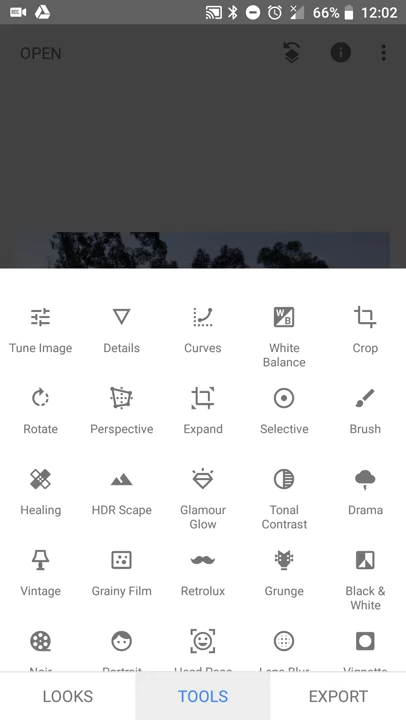 REC
66% 12:02
OPEN
Tune Image Details Curves White Balance Crop
Rotate Perspective Expand Selective Brush
Healing HDR Scape Glamour Glow Tonal Contrast Drama
Vintage Grainy Film Retrolux Grunge Black & White
Noir Portrait Head Pose Lens Blur Vignette
LOOKS TOOLS EXPORT